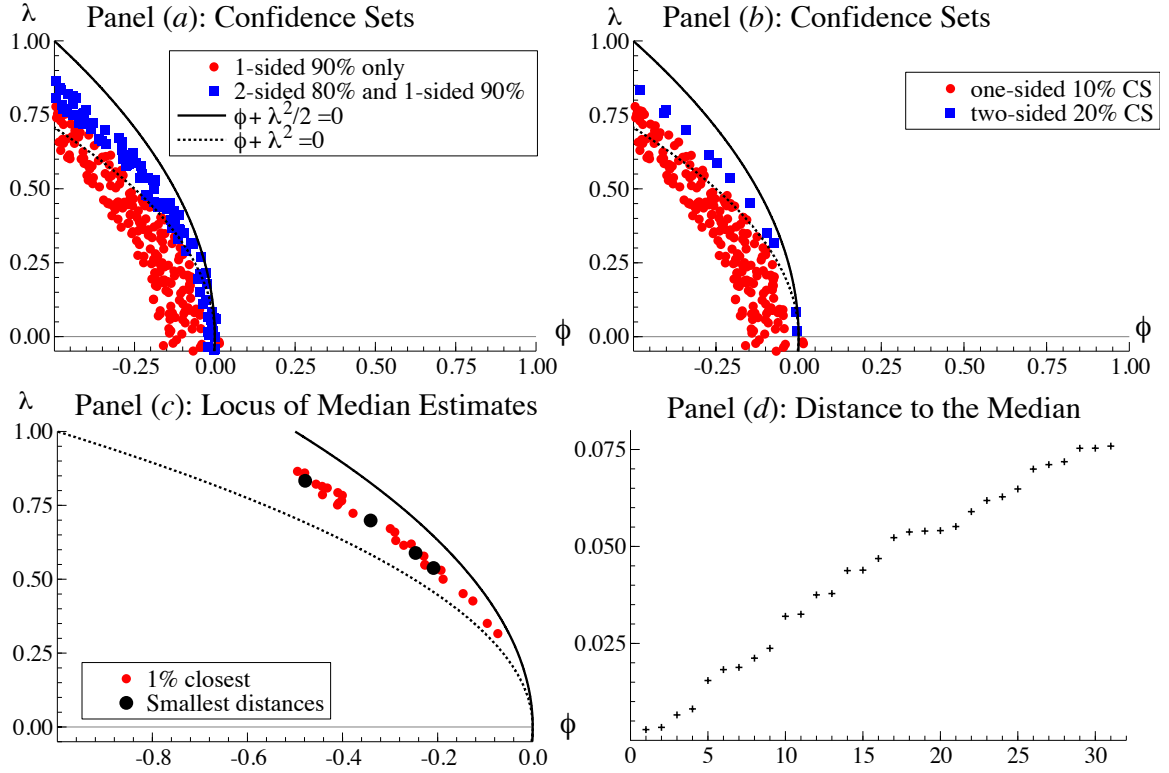 Panel (a): Confidence Sets
λ
1.00
0.75
0.50
0.25
0.00
1-sided 90% only
2-sided 80% and 1-sided 90%
ϕ+ λ²/2 =0
ϕ+ λ² =0
ϕ
-0.25 0.00 0.25 0.50 0.75 1.00
Panel (b): Confidence Sets
λ
1.00
0.75
0.50
0.25
0.00
one-sided 10% CS
two-sided 20% CS
ϕ
-0.25 0.00 0.25 0.50 0.75 1.00
Panel (c): Locus of Median Estimates
λ
1.00
0.75
0.50
0.25
0.00
1% closest
Smallest distances
ϕ
-0.8 -0.6 -0.4 -0.2 0.0
Panel (d): Distance to the Median
0.075
0.050
0.025
0 5 10 15 20 25 30